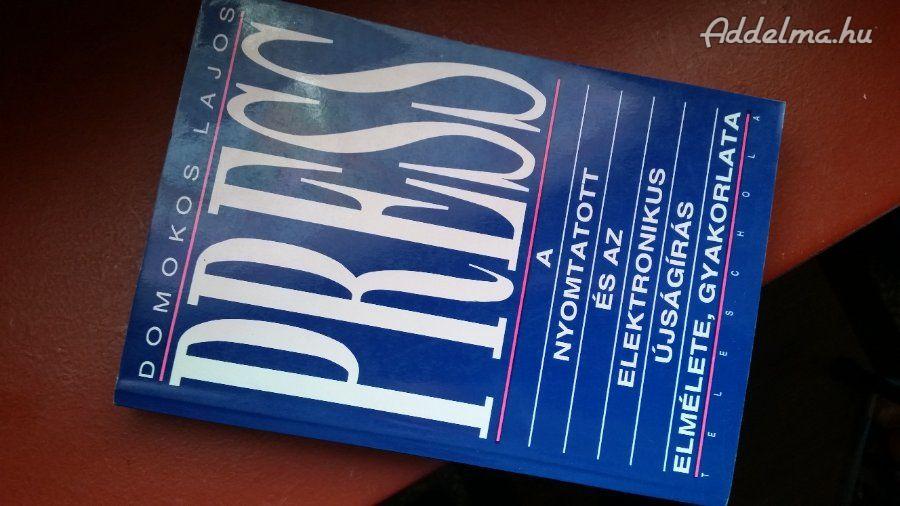 Addelma.hu
DOMOKOS LAJOS
PRESS
A
NYOMTATOTT
ÉS AZ
ELEKTRONIKUS
ÚJSÁGÍRÁS
ELMÉLETE, GYAKORLATA
TELESCHOLA